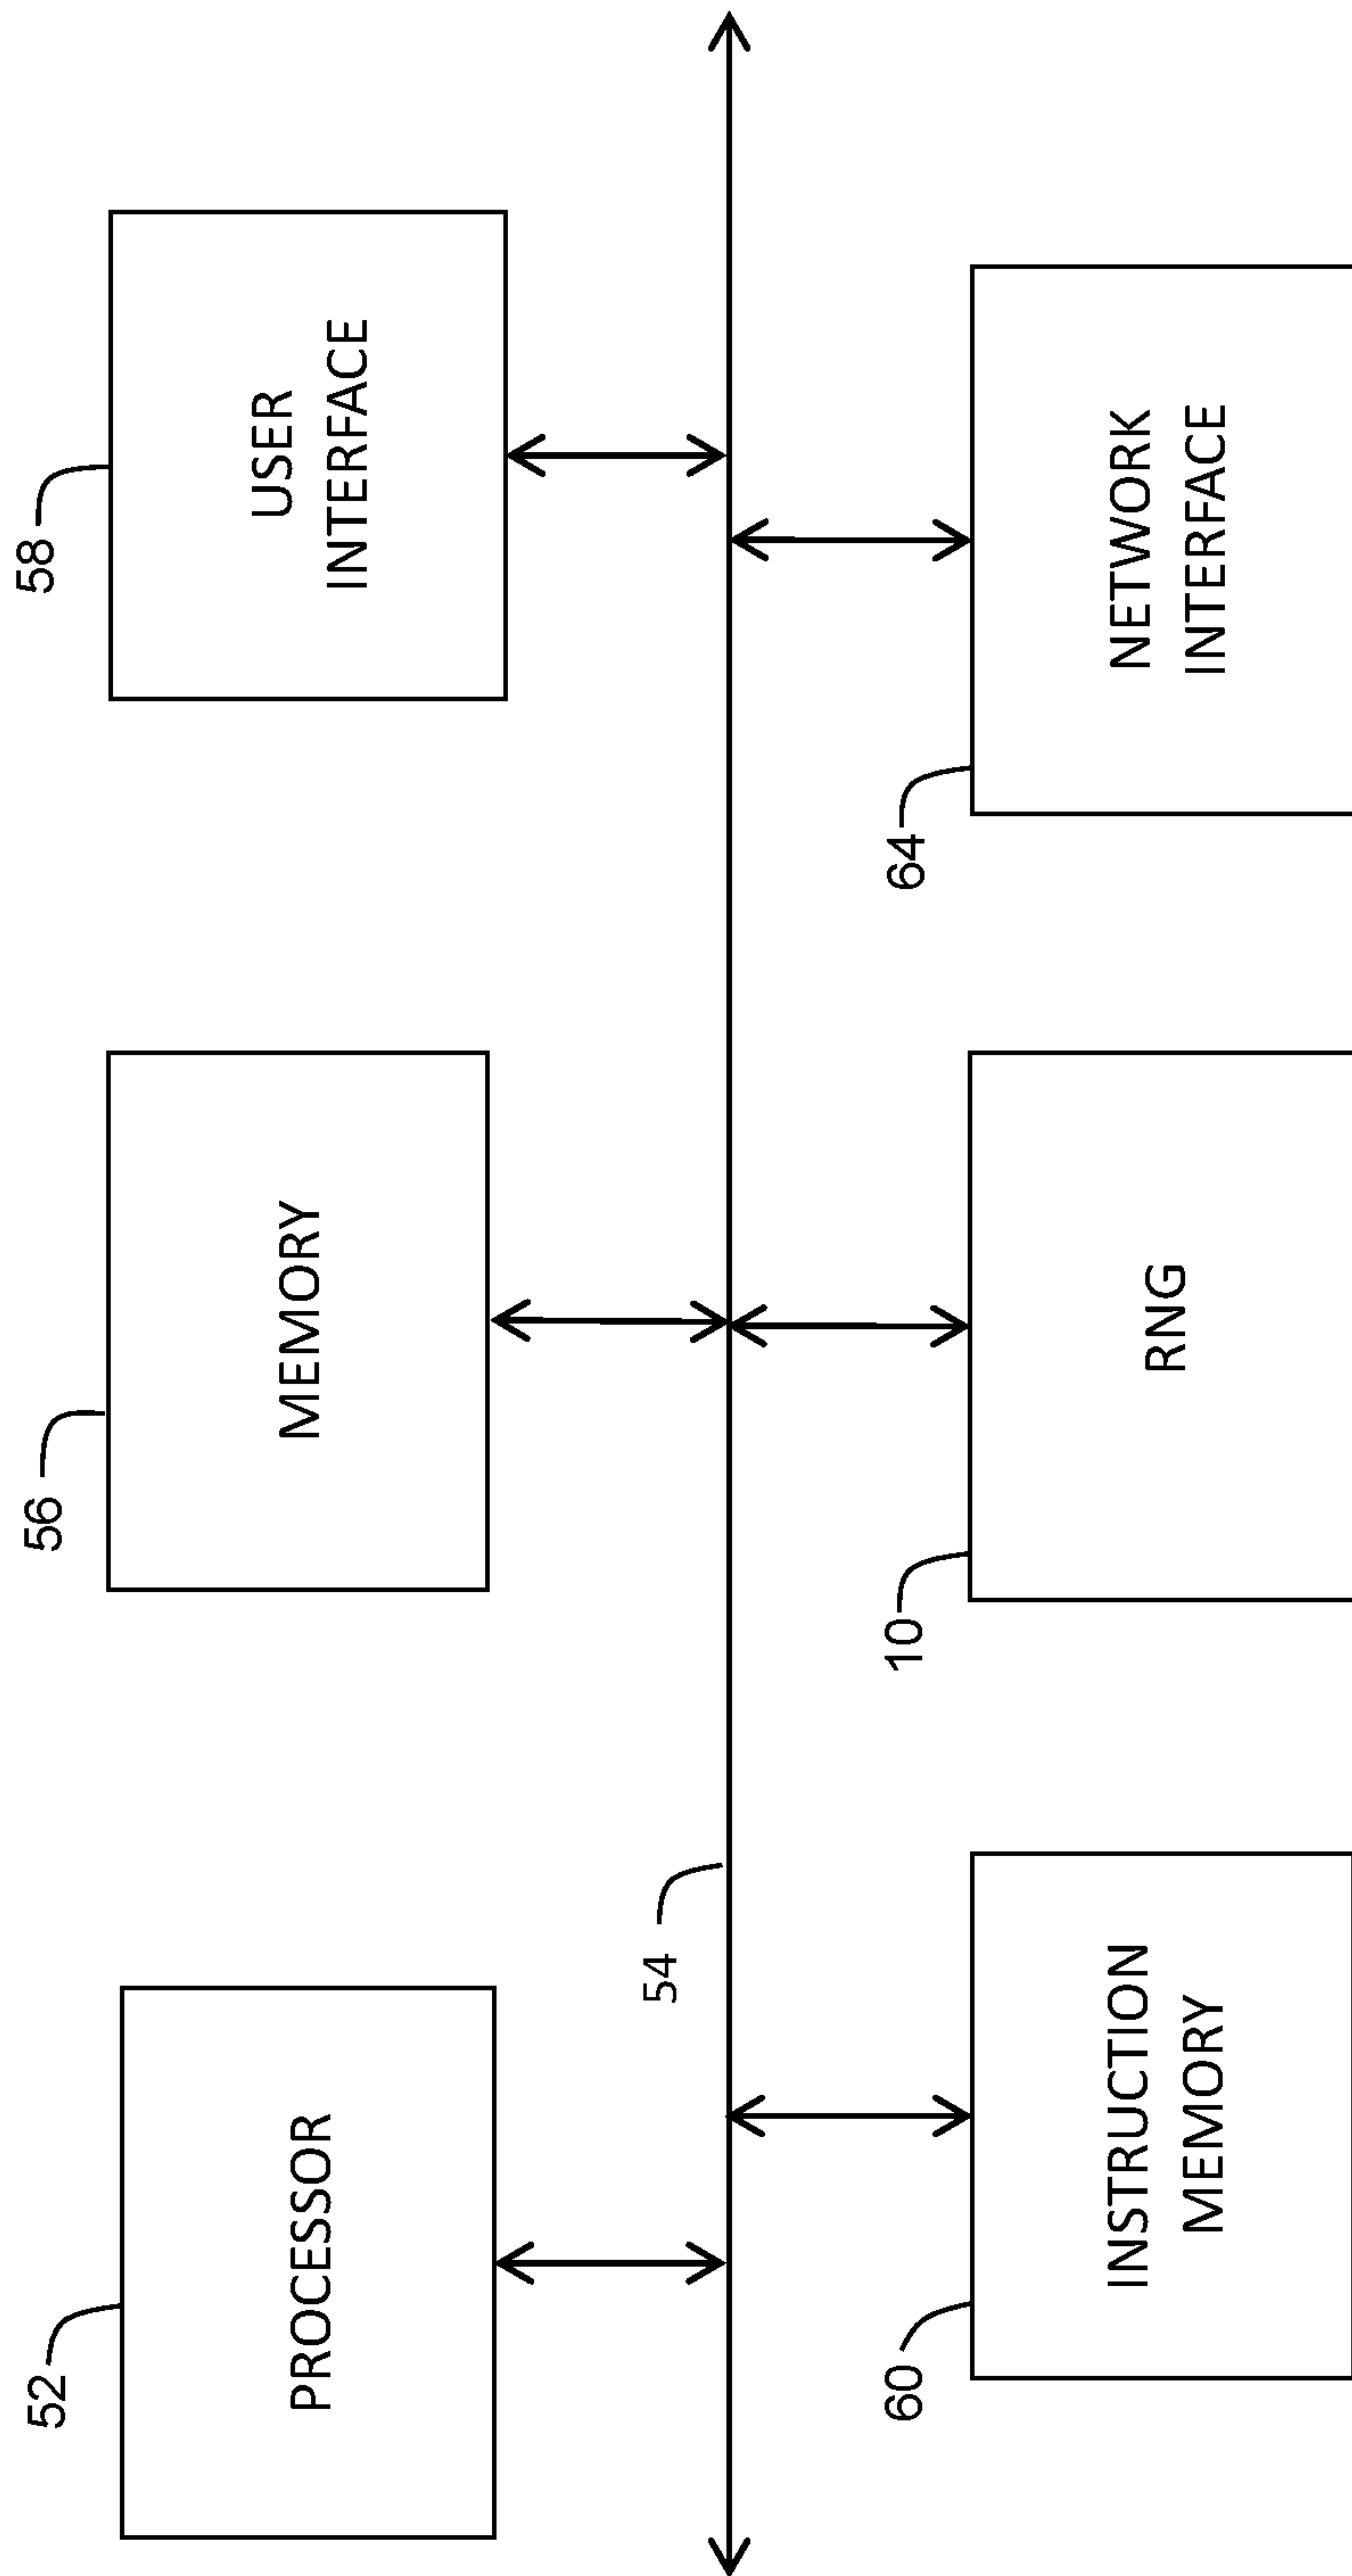 52
PROCESSOR
56
MEMORY
58
USER
INTERFACE
54
60
INSTRUCTION
MEMORY
10
RNG
64
NETWORK
INTERFACE